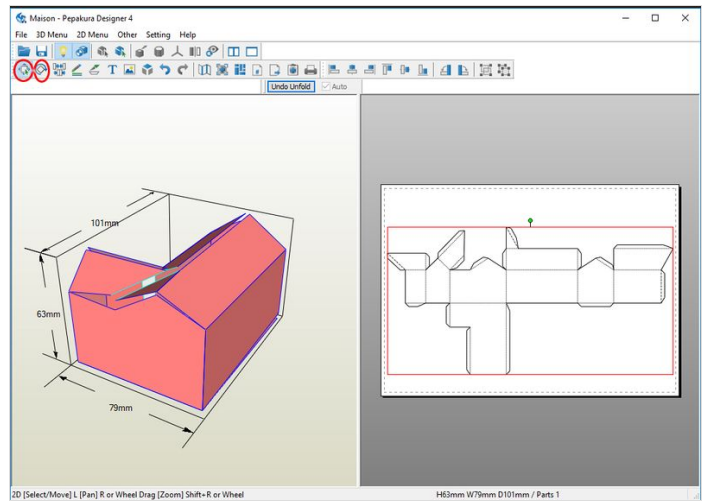 Maison - Pepakura Designer 4
File 3D Menu 2D Menu Other Setting Help
Undo Unfold Auto
101mm
63mm
79mm
2D [Select/Move] L [Pan] R or Wheel Drag [Zoom] Shift+R or Wheel
H63mm W79mm D101mm / Parts 1